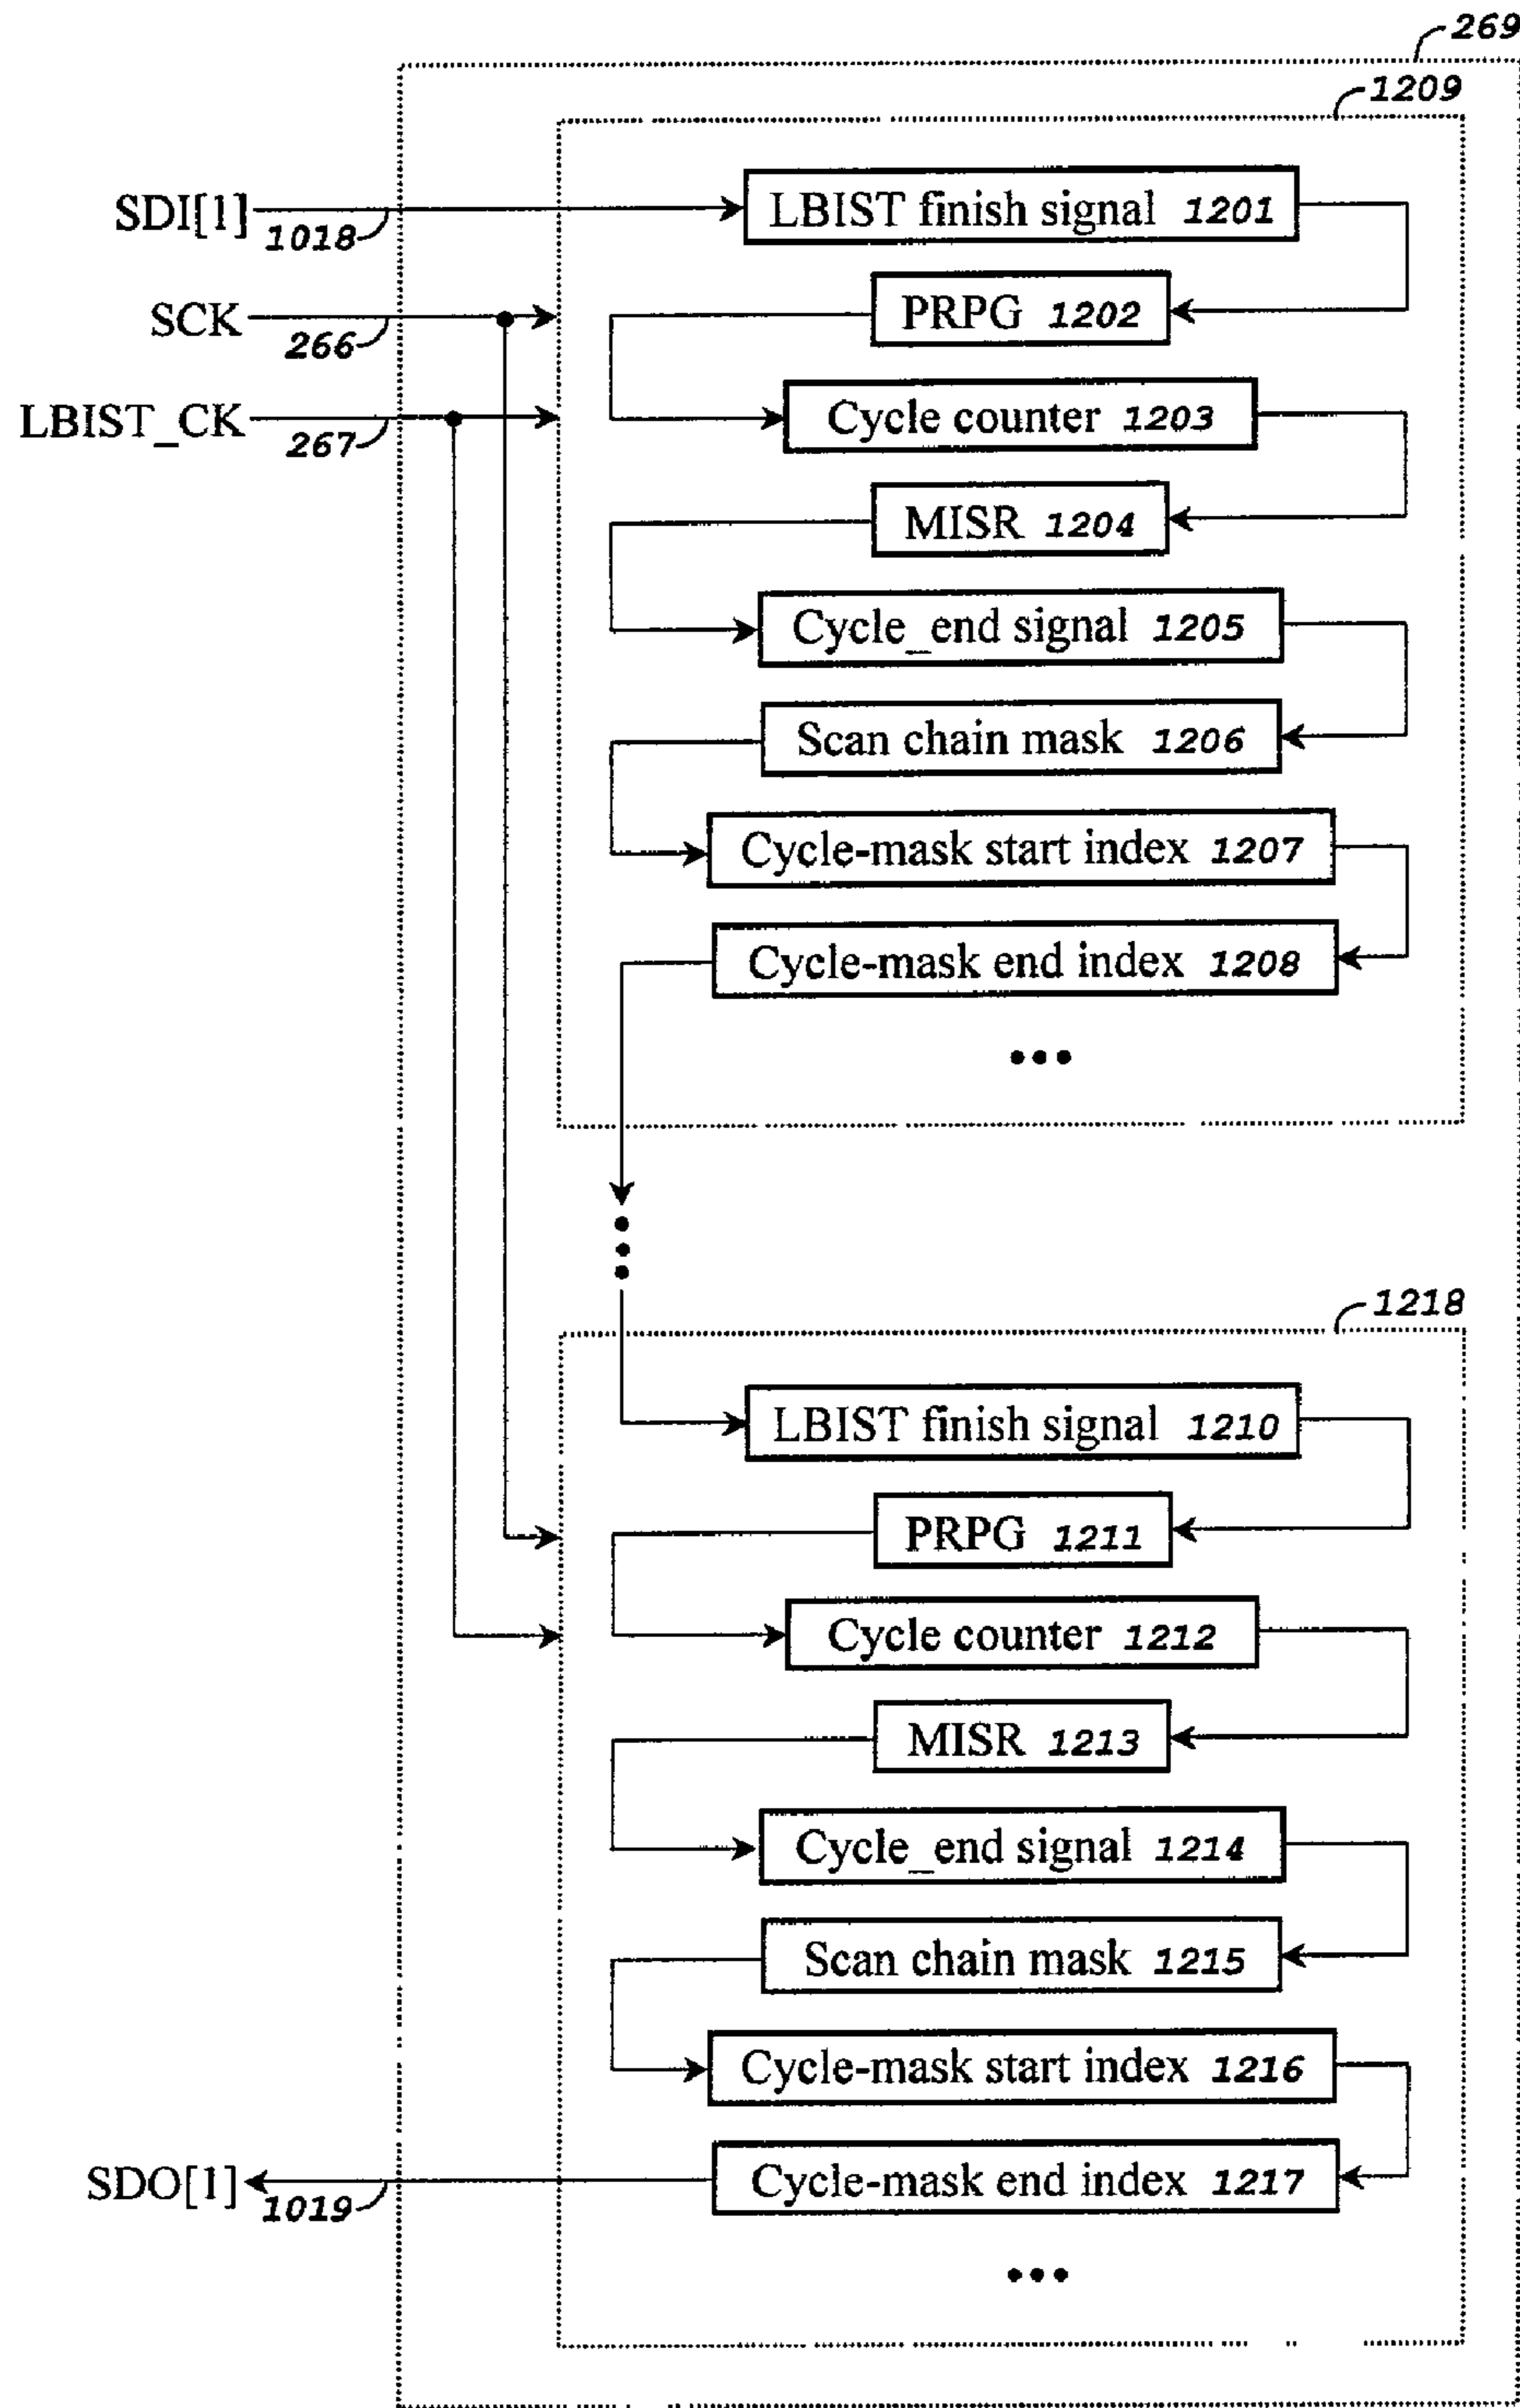 269
1209
SDI[1] 1018
LBIST finish signal 1201
SCK 266
PRPG 1202
LBIST_CK 267
Cycle counter 1203
MISR 1204
Cycle_end signal 1205
Scan chain mask 1206
Cycle-mask start index 1207
Cycle-mask end index 1208
•••
1218
LBIST finish signal 1210
PRPG 1211
Cycle counter 1212
MISR 1213
Cycle_end signal 1214
Scan chain mask 1215
Cycle-mask start index 1216
SDO[1] 1019
Cycle-mask end index 1217
•••